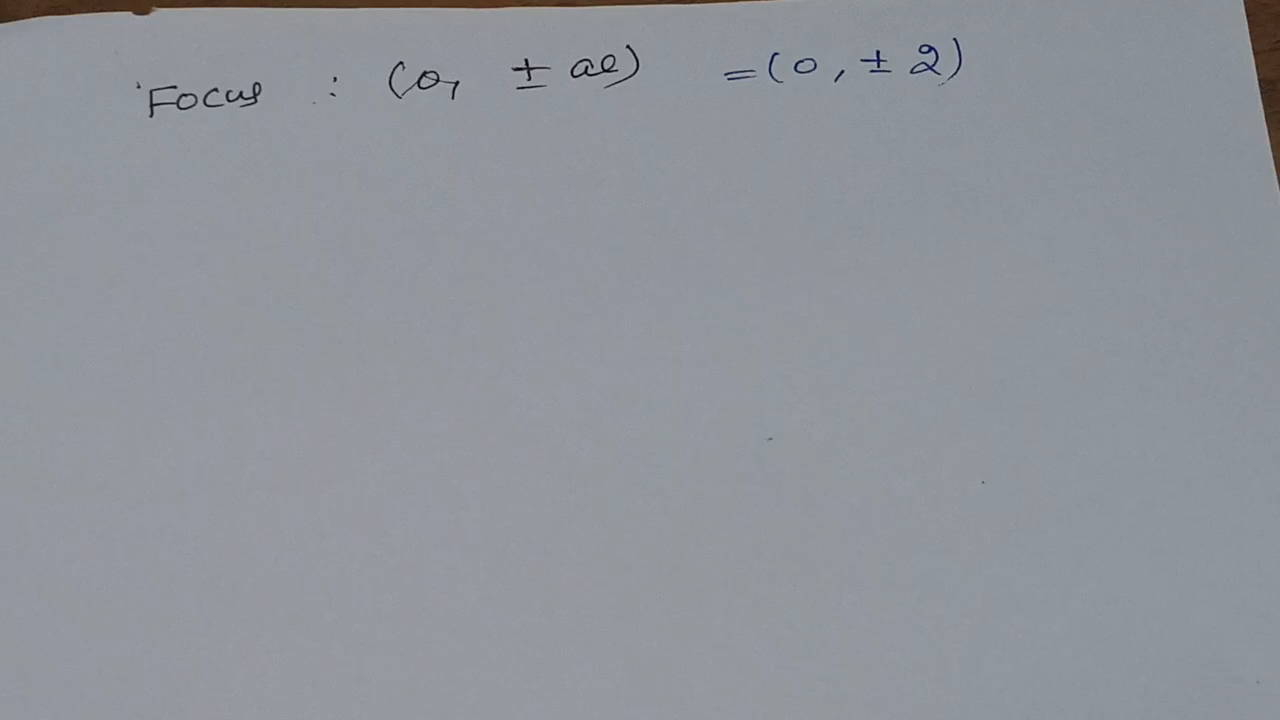 Focus : (0, ± ae) = (0, ± 2)